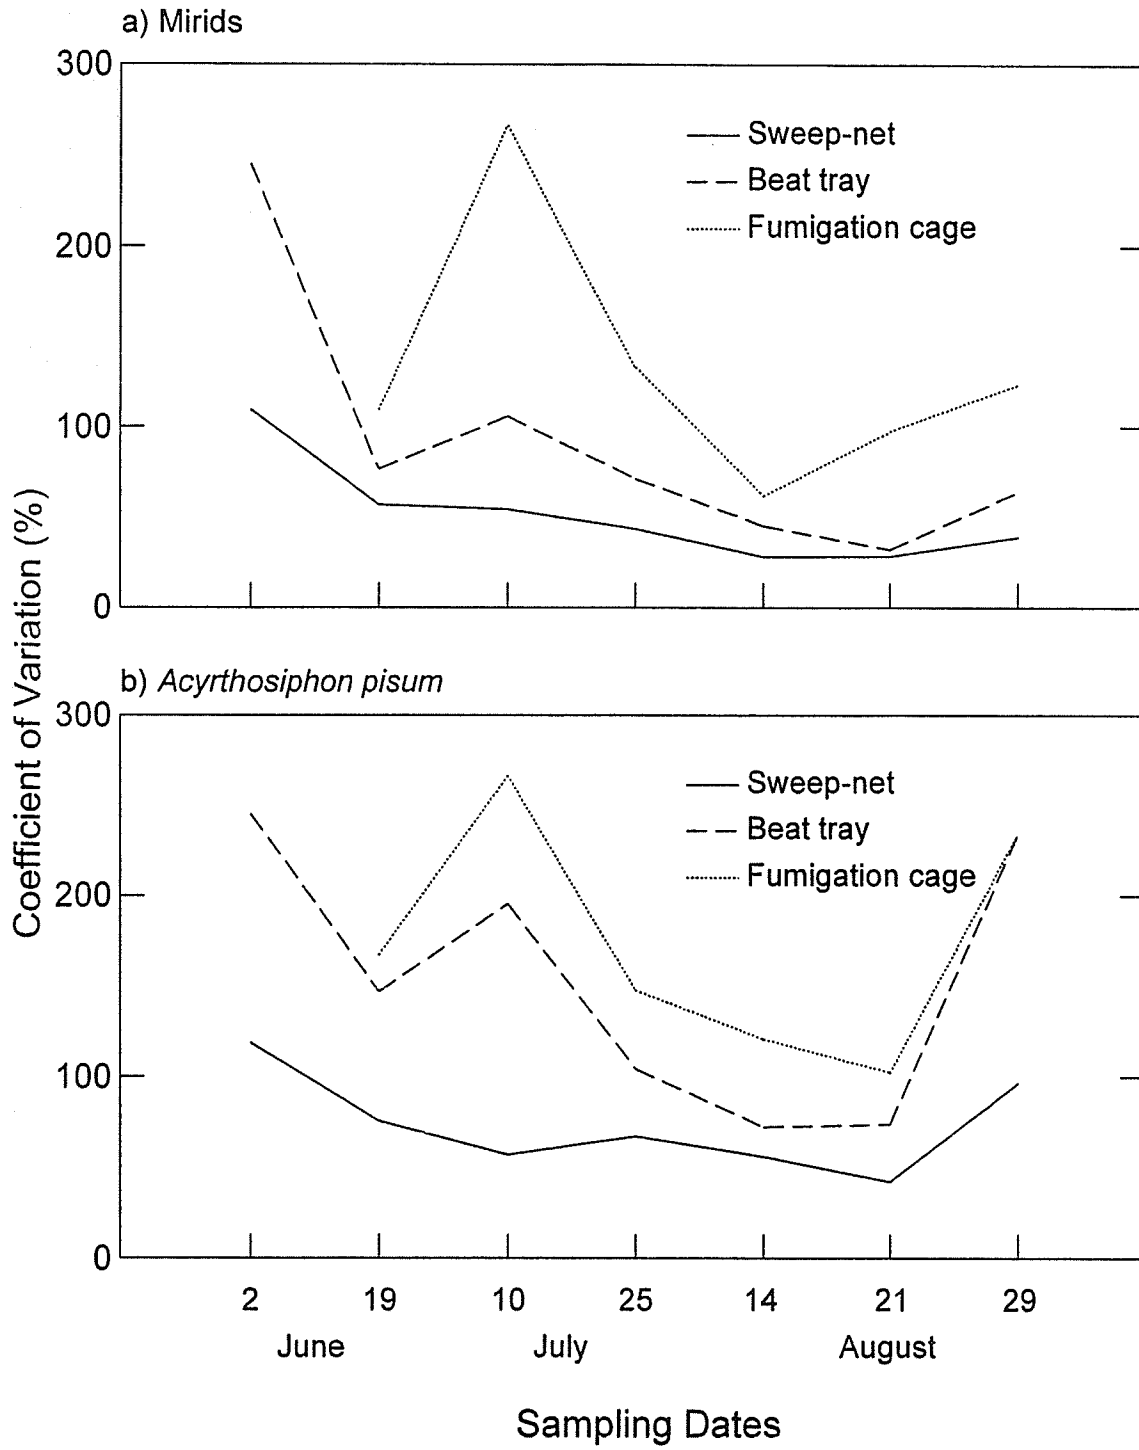 a) Mirids
300
200
100
0
Sweep-net
Beat tray
Fumigation cage
Coefficient of Variation (%)
b) Acyrthosiphon pisum
300
200
100
0
Sweep-net
Beat tray
Fumigation cage
2 19 10 25 14 21 29
June July August
Sampling Dates